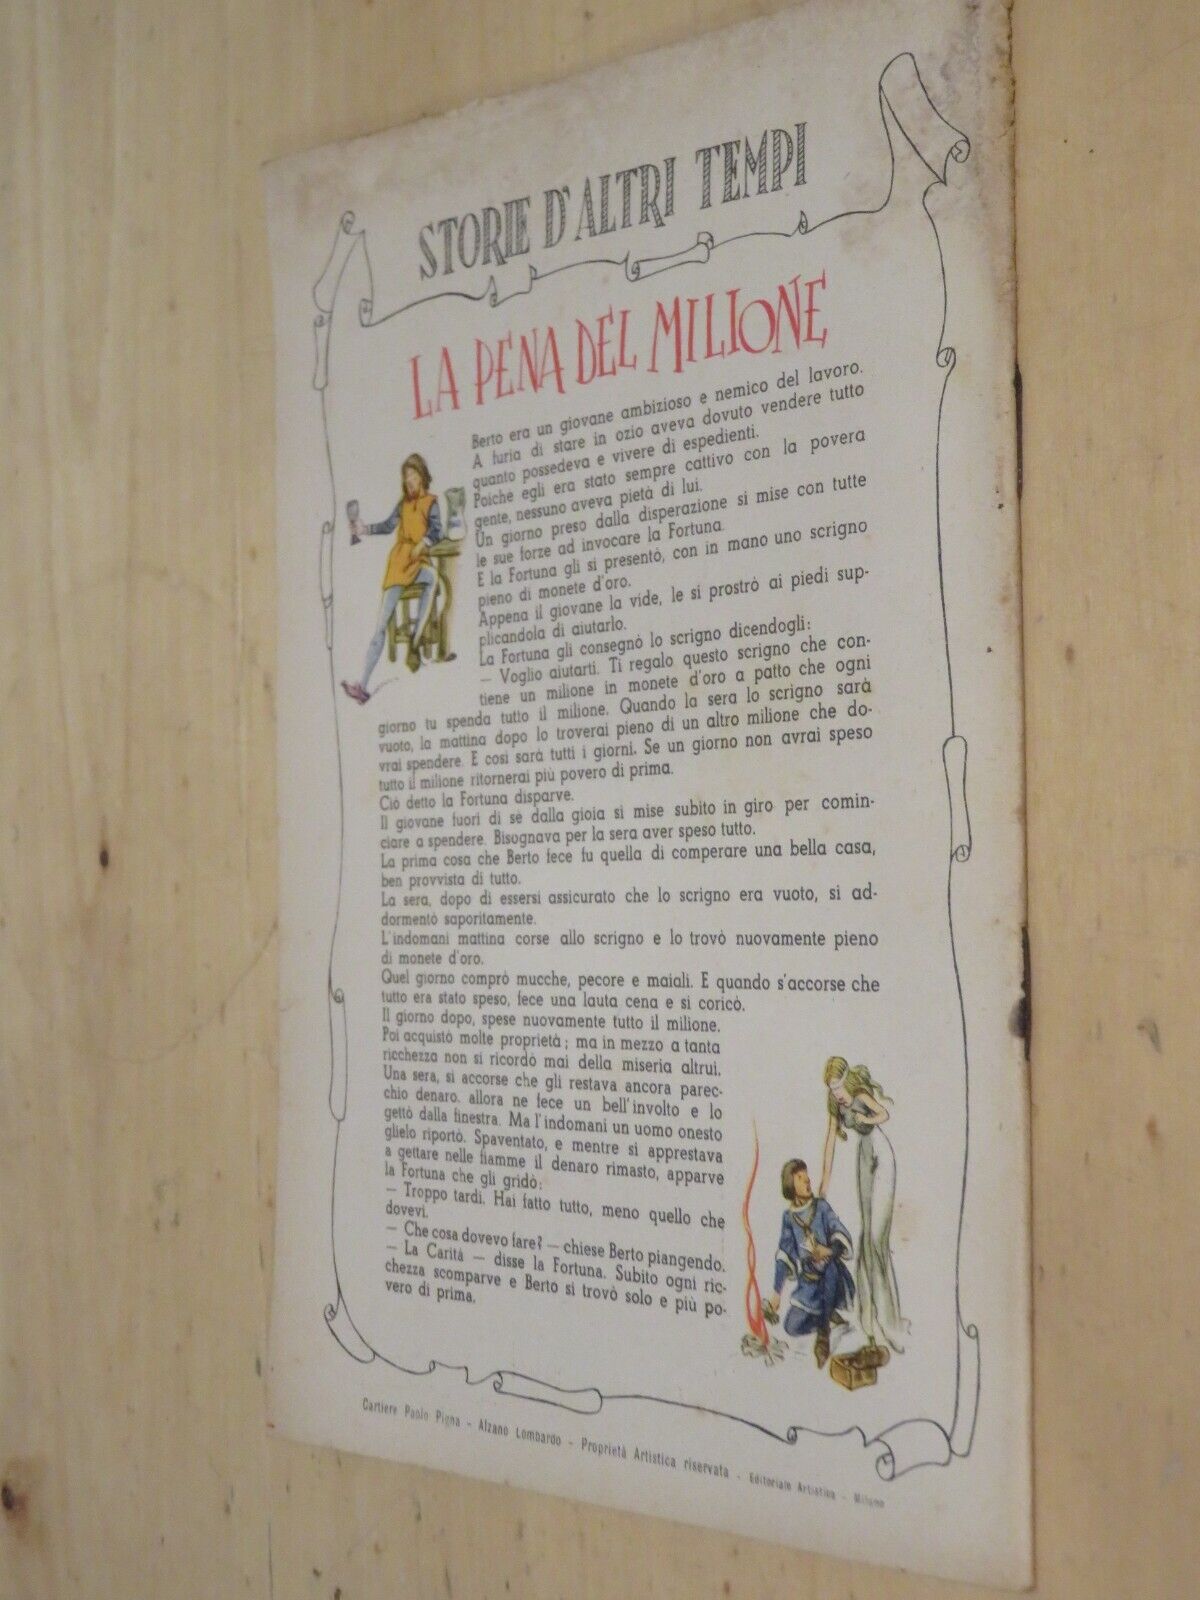 STORIE D'ALTRI TEMPI
LA PENA DEL MILIONE
Berto era un giovane ambizioso e nemico del lavoro.
A furia di stare in ozio aveva dovuto vendere tutto
quanto possedeva e vivere di espedienti.
Poiche egli era stato sempre cattivo con la povera
gente, nessuno aveva pietà di lui.
Un giorno preso dalla disperazione si mise con tutte
le sue forze ad invocare la Fortuna.
E la Fortuna gli si presentò, con in mano uno scrigno
pieno di monete d'oro.
Appena il giovane la vide, le si prostrò ai piedi sup-
plicandola di aiutarlo.
La Fortuna gli consegnò lo scrigno dicendogli:
— Voglio aiutarti. Ti regalo questo scrigno che con-
tiene un milione in monete d'oro a patto che ogni
giorno tu spenda tutto il milione. Quando la sera lo scrigno sarà
vuoto, la mattina dopo lo troverai pieno di un altro milione che do-
vrai spendere. E così sarà tutti i giorni. Se un giorno non avrai speso
tutto il milione ritornerai più povero di prima.
Ciò detto la Fortuna disparve.
Il giovane fuori di sè dalla gioia si mise subito in giro per comin-
ciare a spendere. Bisognava per la sera aver speso tutto.
La prima cosa che Berto fece fu quella di comperare una bella casa,
ben provvista di tutto.
La sera, dopo di essersi assicurato che lo scrigno era vuoto, si ad-
dormentò saporitamente.
L'indomani mattina corse allo scrigno e lo trovò nuovamente pieno
di monete d'oro.
Quel giorno comprò mucche, pecore e maiali. E quando s'accorse che
tutto era stato speso, fece una lauta cena e si coricò.
Il giorno dopo, spese nuovamente tutto il milione.
Poi acquistò molte proprietà; ma in mezzo a tanta
ricchezza non si ricordò mai della miseria altrui.
Una sera, si accorse che gli restava ancora parec-
chio denaro. allora ne fece un bell'involto e lo
gettò dalla finestra. Ma l'indomani un uomo onesto
glielo riportò. Spaventato, e mentre si apprestava
a gettare nelle fiamme il denaro rimasto, apparve
la Fortuna che gli gridò:
— Troppo tardi. Hai fatto tutto, meno quello che
dovevi.
— Che cosa dovevo fare? — chiese Berto piangendo.
— La Carità — disse la Fortuna. Subito ogni ric-
chezza scomparve e Berto si trovò solo e più po-
vero di prima.
Cartiere Paolo Pigna - Alzano Lombardo - Proprietà Artistica riservata - Editoriale Artistica - Milano